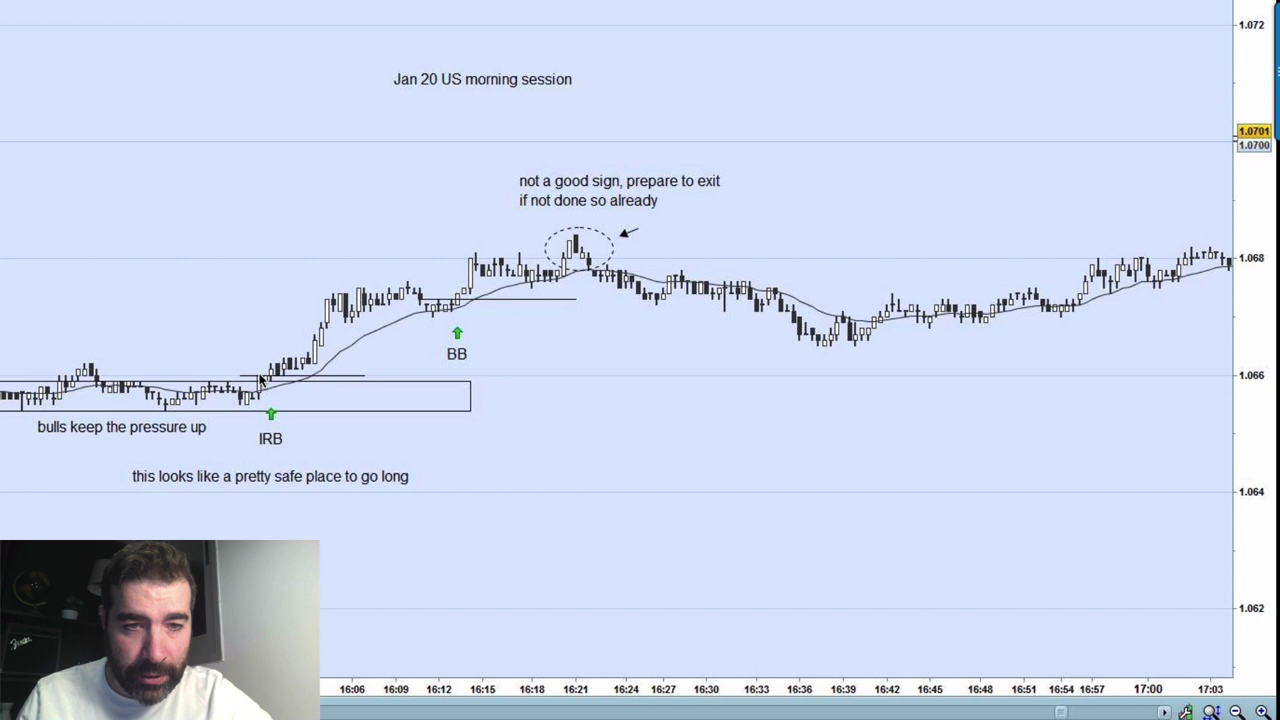 1.072
Jan 20 US morning session
1.0701
1.0700
not a good sign, prepare to exit
if not done so already
1.068
BB
1.066
bulls keep the pressure up
IRB
this looks like a pretty safe place to go long
1.064
1.062
Fender
16:06 16:09 16:12 16:15 16:18 16:21 16:24 16:27 16:30 16:33 16:36 16:39 16:42 16:45 16:48 16:51 16:54 16:57 17:00 17:03